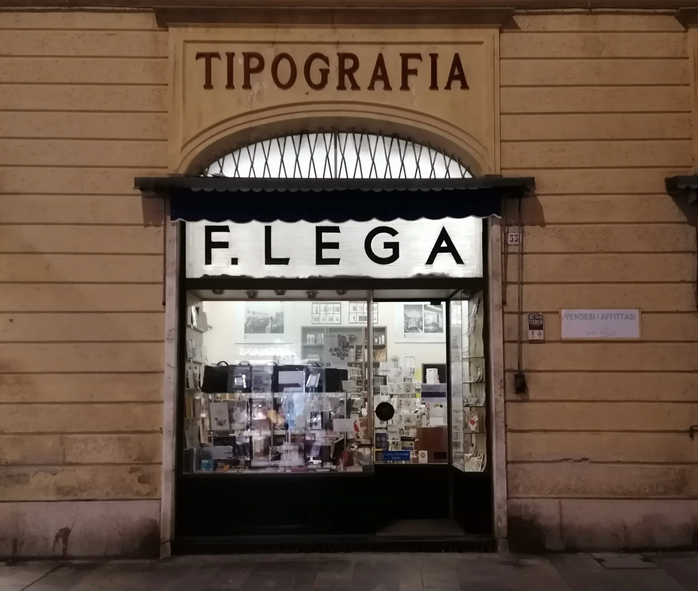 TIPOGRAFIA
F. LEGA
33
VENDESI / AFFITTASI